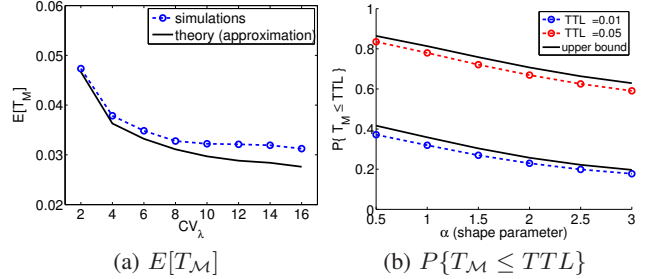 simulations
theory (approximation)
E[T_M]
0.06
0.05
0.04
0.03
0.02
2 4 6 8 10 12 14 16
CV_λ
(a) E[T_M]
TTL =0.01
TTL =0.05
upper bound
P{ T_M ≤ TTL }
1
0.8
0.6
0.4
0.2
0
0.5 1 1.5 2 2.5 3
α (shape parameter)
(b) P{T_M ≤ TTL}